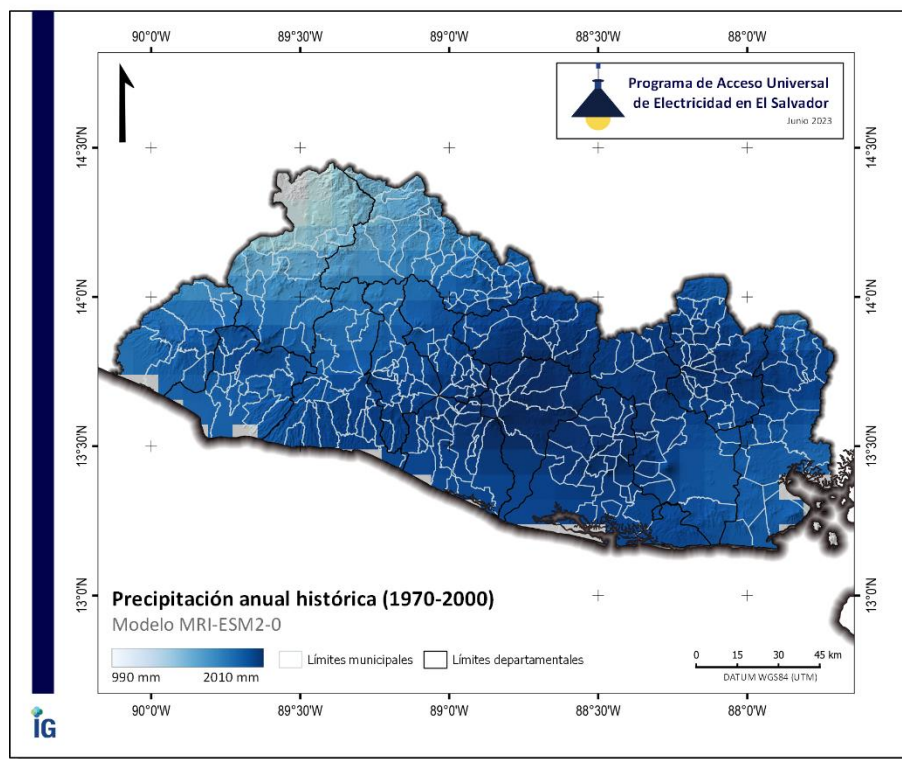 90°0'W 89°30'W 89°0'W 88°30'W 88°0'W
Programa de Acceso Universal
de Electricidad en El Salvador
Junio 2023
14°30'N 14°30'N
14°0'N 14°0'N
13°30'N 13°30'N
13°0'N 13°0'N
Precipitación anual histórica (1970-2000)
Modelo MRI-ESM2-0
990 mm 2010 mm
Límites municipales
Límites departamentales
0 15 30 45 km
DATUM WGS84 (UTM)
90°0'W 89°30'W 89°0'W 88°30'W 88°0'W
iG